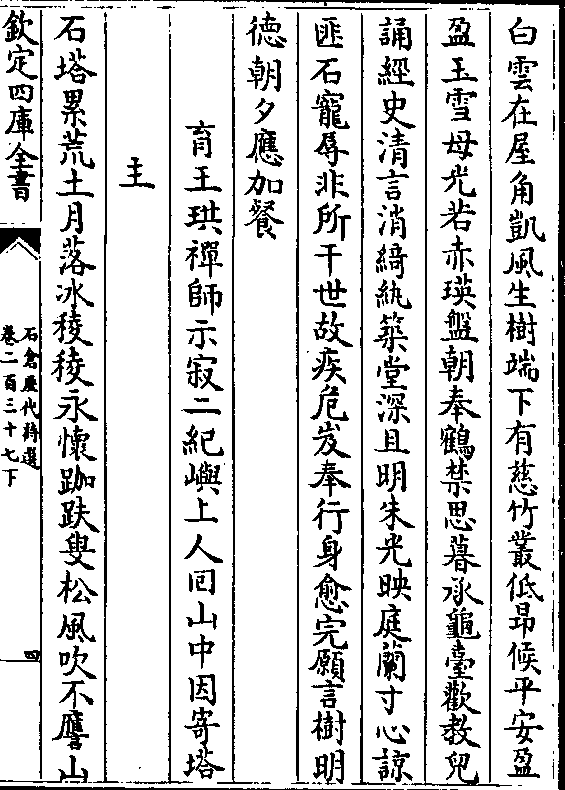 白雲在屋角凱風生樹端下有慈竹叢低昂候平安盈
盈玉雪母光若赤瑛盤朝奉鶴禁思暮承龜臺歡教兒
誦經史清言消綺紈築堂深且明朱光映庭蘭寸心諒
匪石寵辱非所干世故疾危岌奉行身愈完願言樹明
德朝夕應加餐
育王珙禪師示寂二紀嶼上人囘山中因寄塔
主
石塔累荒土月落冰稜稜永懷跏趺叟松風吹不譍山
欽定四庫全書
石倉歷代詩選
卷二百三十七下
四